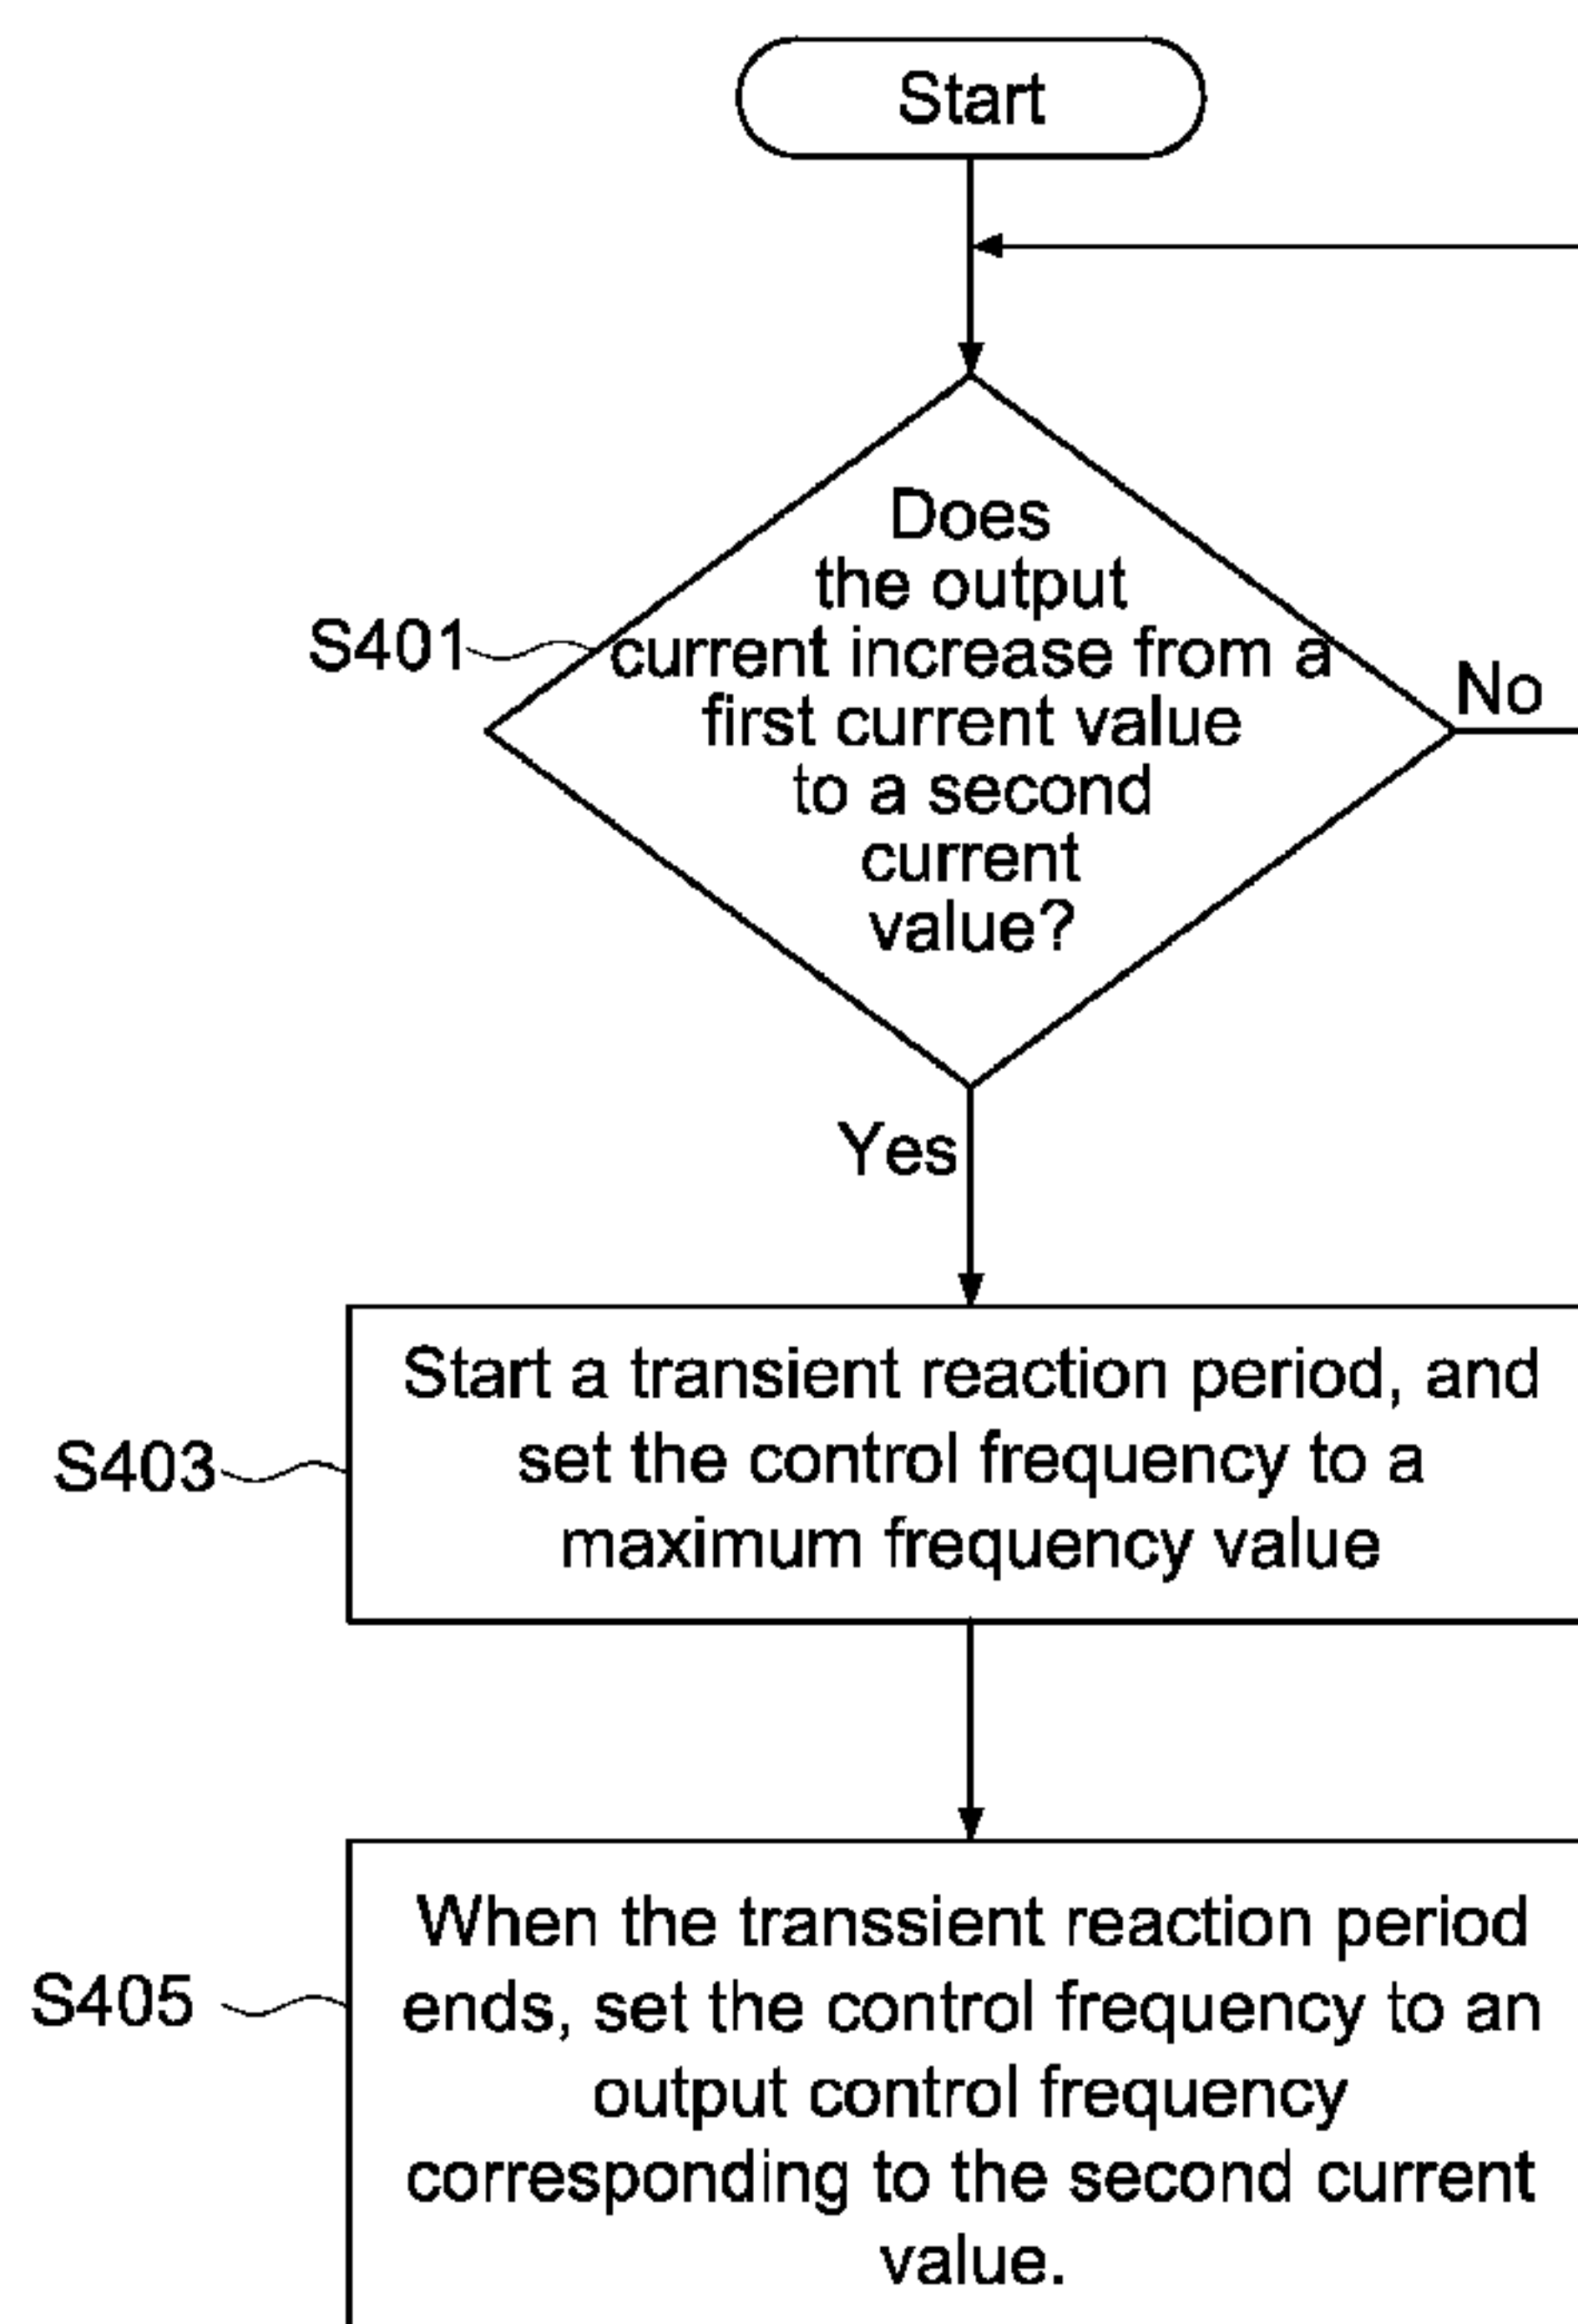 Start
Does
the output
current increase from a
first current value
to a second
current
value?
S401
No
Yes
Start a transient reaction period, and
set the control frequency to a
maximum frequency value
S403
When the transsient reaction period
ends, set the control frequency to an
output control frequency
corresponding to the second current
value.
S405